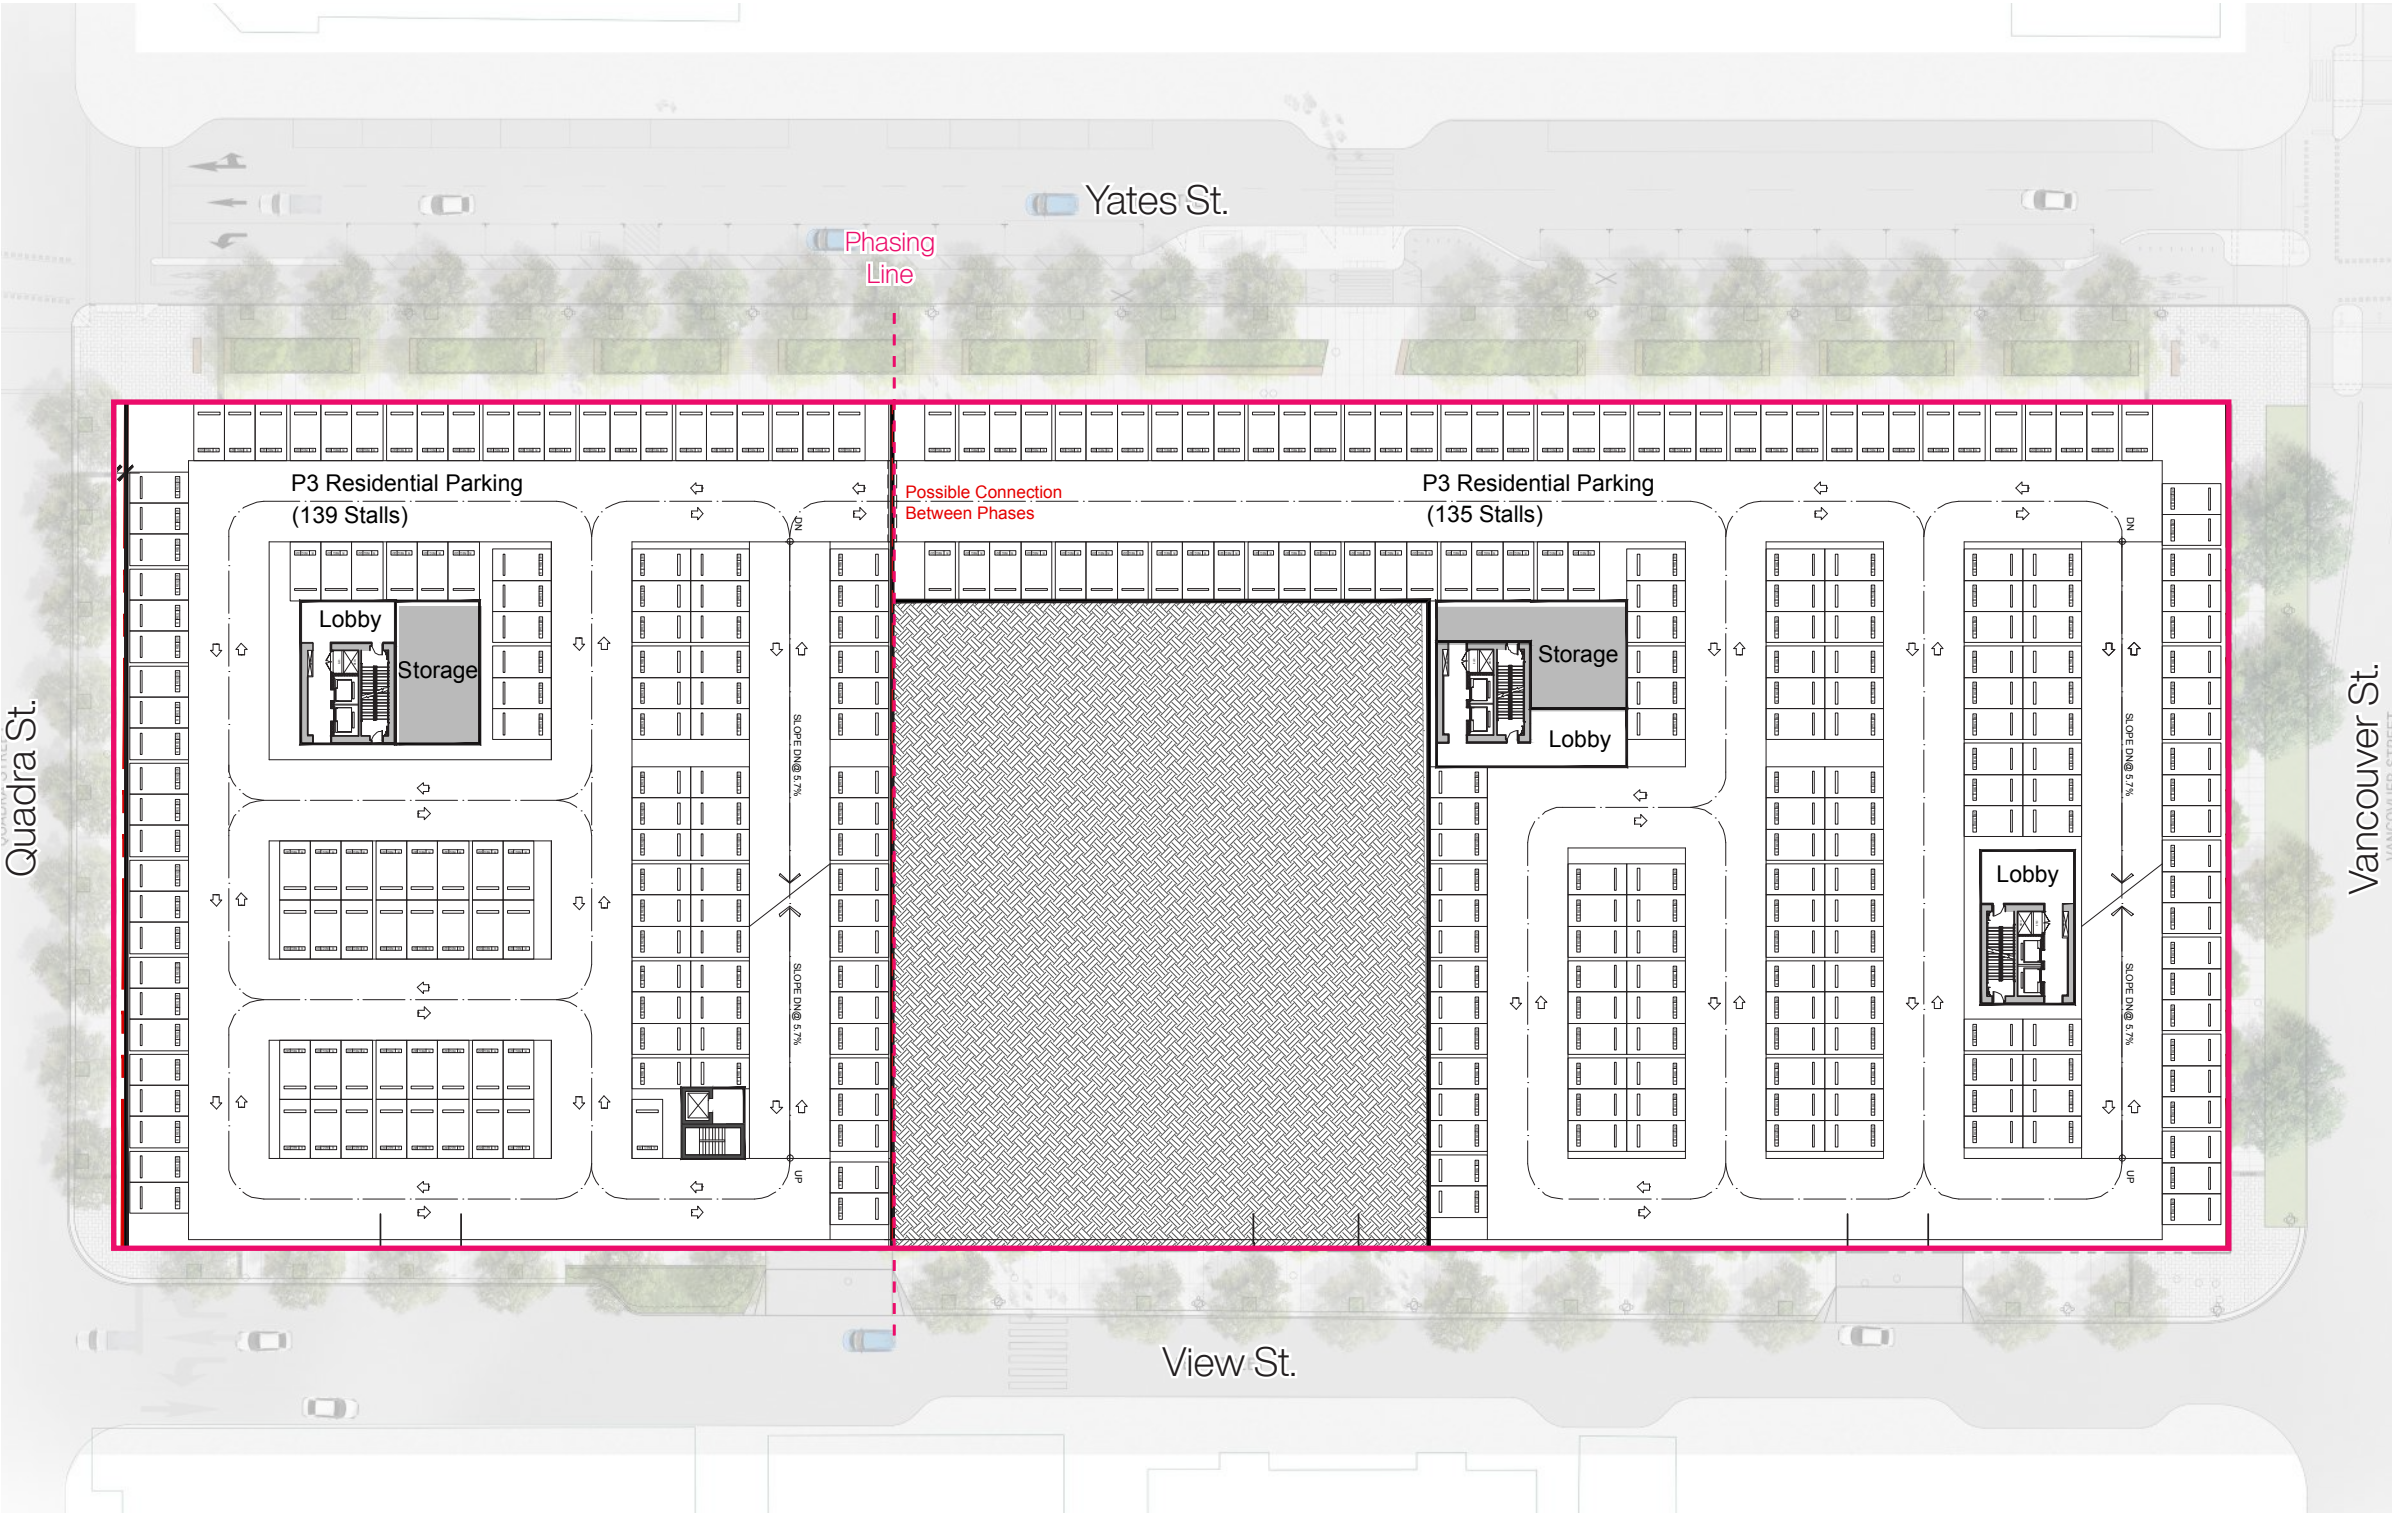 Yates St.
Phasing
Line
P3 Residential Parking
(139 Stalls)
Possible Connection
Between Phases
P3 Residential Parking
(135 Stalls)
DN
DN
Lobby
Storage
Storage
Lobby
SLOPE DN@ 5.7%
SLOPE DN@ 5.7%
Quadra St.
Vancouver St.
VANCOUVER STREET
Lobby
SLOPE DN@ 5.7%
SLOPE DN@ 5.7%
UP
UP
View St.